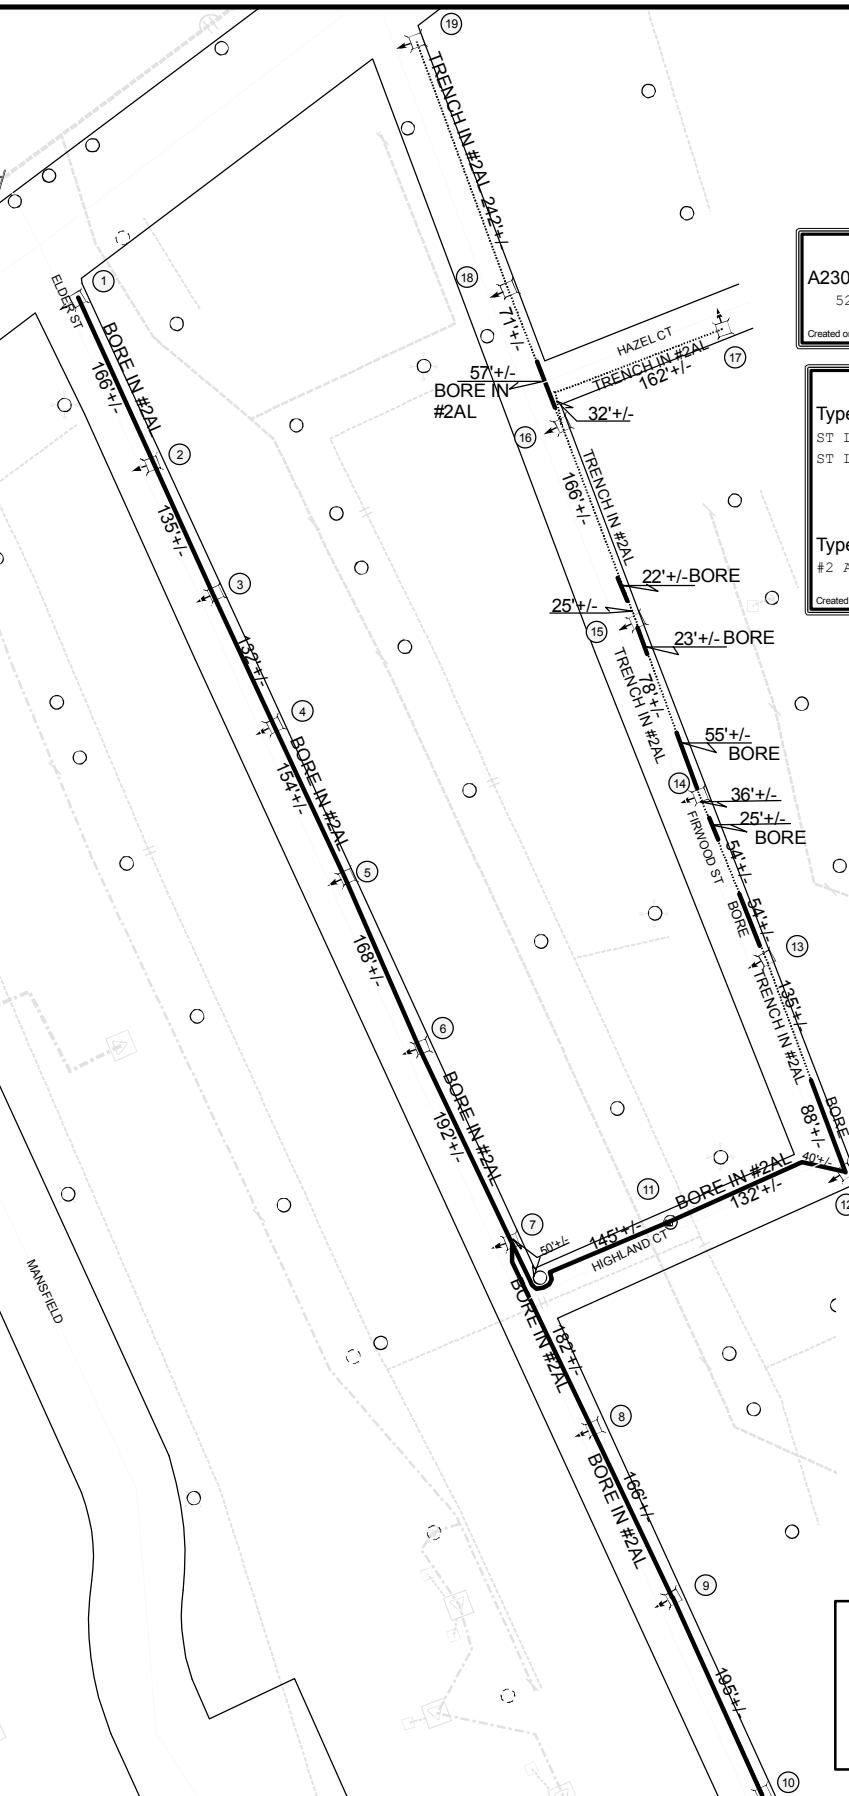 19
TRENCH IN #2AL 242'+/-
18
71'+/-
1
ELDER ST
BORE IN #2AL
166'+/-
A230
52
Created o
HAZEL CT
TRENCH IN #2AL
162'+/-
17
57'+/-
BORE IN
#2AL
32'+/-
16
Type
ST
ST
Type
#2 A
Created
2
135'+/-
TRENCH IN #2AL
166'+/-
22'+/-BORE
25'+/-
15
23'+/- BORE
3
132'+/-
78'+/-
TRENCH IN #2AL
4
BORE IN #2AL
154'+/-
55'+/-
BORE
14
36'+/-
25'+/-
BORE
FIRWOOD ST
54'+/-
5
168'+/-
BORE
54'+/-
13
135'+/-
TRENCH IN #2AL
6
BORE IN #2AL
192'+/-
88'+/-
BORE
40'+/-
11
BORE IN #2AL
132'+/-
12
7
50'+/-
145'+/-
HIGHLAND CT
MANSFIELD
BORE IN #2AL
182'+/-
8
166'+/-
BORE IN #2AL
9
195'+/-
10